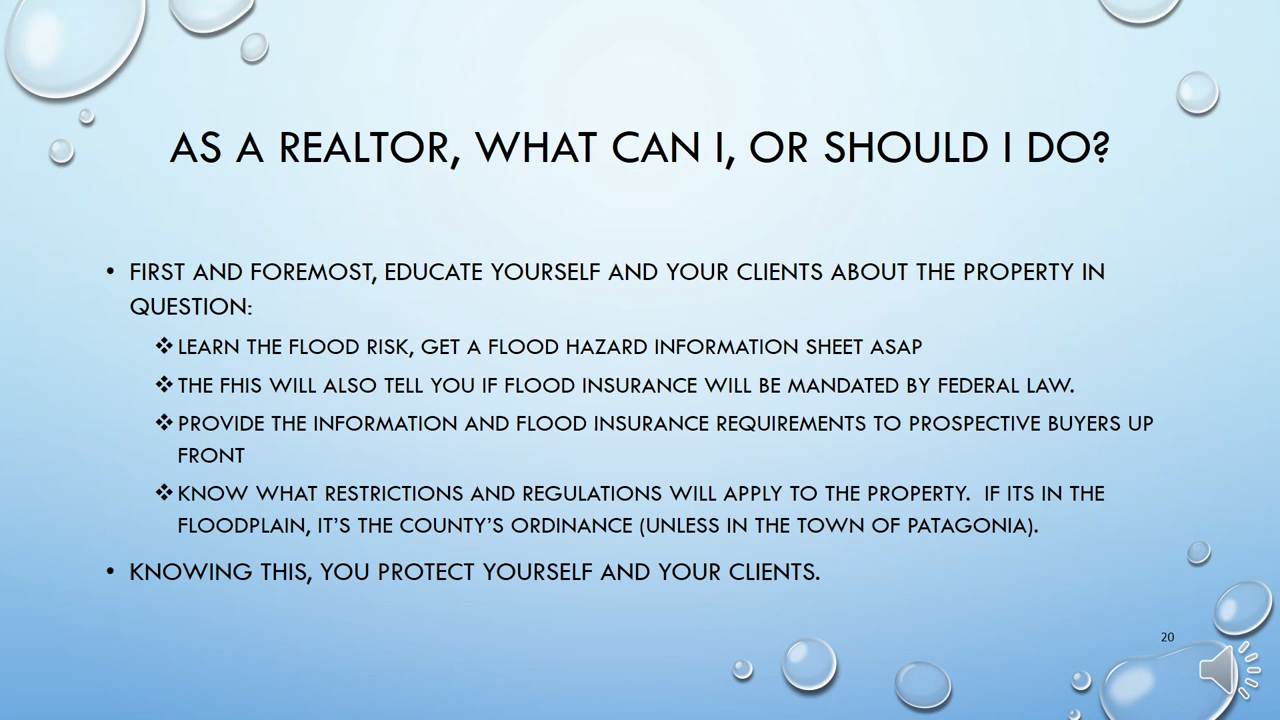 AS A REALTOR, WHAT CAN I, OR SHOULD I DO?
• FIRST AND FOREMOST, EDUCATE YOURSELF AND YOUR CLIENTS ABOUT THE PROPERTY IN
QUESTION:
❖ LEARN THE FLOOD RISK, GET A FLOOD HAZARD INFORMATION SHEET ASAP
❖ THE FHIS WILL ALSO TELL YOU IF FLOOD INSURANCE WILL BE MANDATED BY FEDERAL LAW.
❖ PROVIDE THE INFORMATION AND FLOOD INSURANCE REQUIREMENTS TO PROSPECTIVE BUYERS UP
FRONT
❖ KNOW WHAT RESTRICTIONS AND REGULATIONS WILL APPLY TO THE PROPERTY.  IF ITS IN THE
FLOODPLAIN, IT’S THE COUNTY’S ORDINANCE (UNLESS IN THE TOWN OF PATAGONIA).
• KNOWING THIS, YOU PROTECT YOURSELF AND YOUR CLIENTS.
20